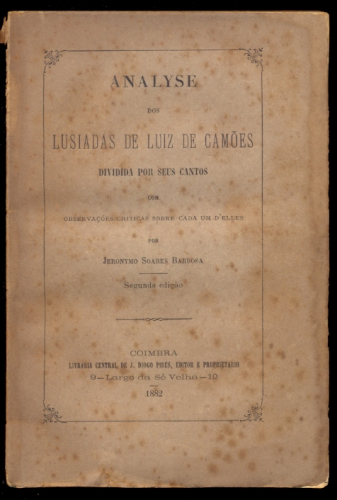 ANALYSE
DOS
LUSIADAS DE LUIZ DE CAMÕES
DIVIDIDA POR SEUS CANTOS
COM
OBSERVAÇÕES CRITICAS SOBRE CADA UM D'ELLES
POR
JERONYMO SOARES BARBOSA
Segunda edição
COIMBRA
LIVRARIA CENTRAL DE J. DIOGO PIRES, EDITOR E PROPRIETARIO
9—Largo da Sé Velha—10
1882